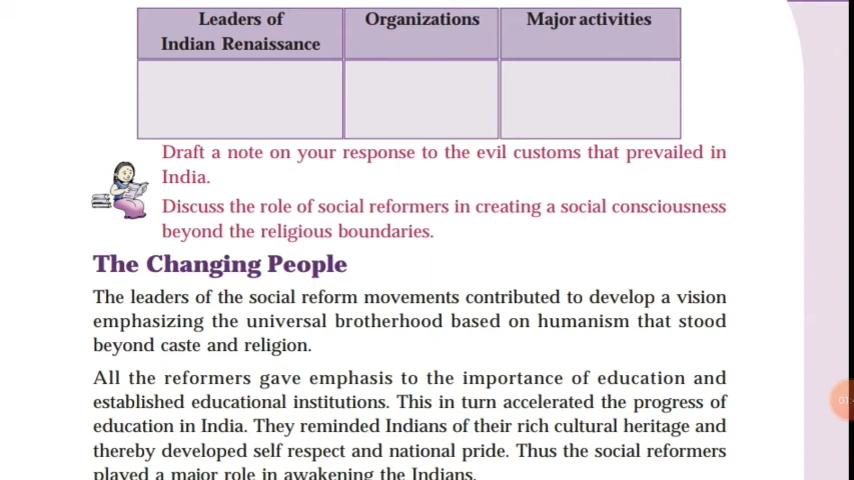 Leaders of Indian Renaissance
Organizations
Major activities
Draft a note on your response to the evil customs that prevailed in
India.
Discuss the role of social reformers in creating a social consciousness
beyond the religious boundaries.
The Changing People
The leaders of the social reform movements contributed to develop a vision
emphasizing the universal brotherhood based on humanism that stood
beyond caste and religion.
All the reformers gave emphasis to the importance of education and
established educational institutions. This in turn accelerated the progress of
education in India. They reminded Indians of their rich cultural heritage and
thereby developed self respect and national pride. Thus the social reformers
played a major role in awakening the Indians.